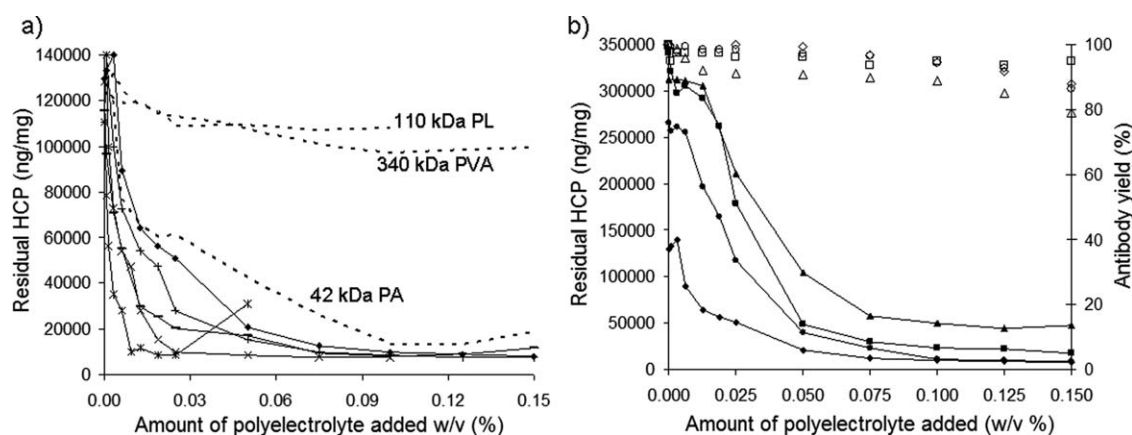 a)
140000
120000
100000
80000
60000
40000
20000
0
Residual HCP (ng/mg)
110 kDa PL
340 kDa PVA
42 kDa PA
0.00 0.03 0.06 0.09 0.12 0.15
Amount of polyelectrolyte added w/v (%)
b)
350000
300000
250000
200000
150000
100000
50000
0
Residual HCP (ng/mg)
100
80
60
40
20
0
Antibody yield (%)
0.000 0.025 0.050 0.075 0.100 0.125 0.150
Amount of polyelectrolyte added (w/v %)